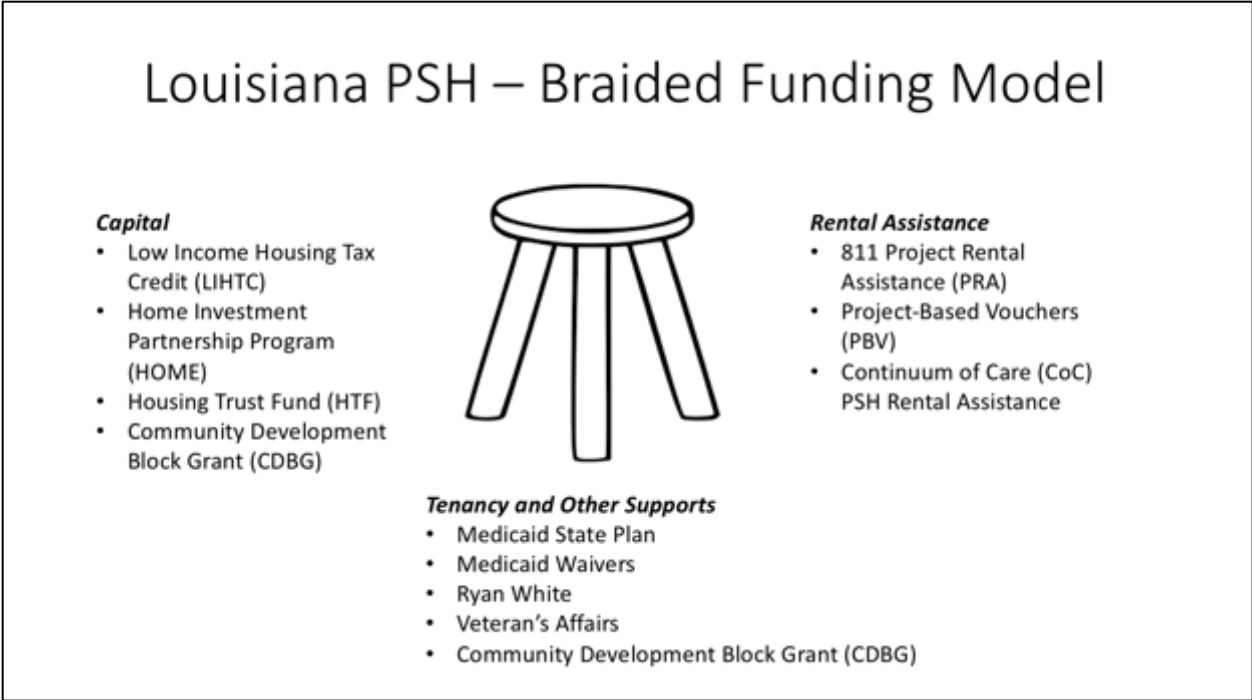 Louisiana PSH – Braided Funding Model
Capital
• Low Income Housing Tax
Credit (LIHTC)
• Home Investment
Partnership Program
(HOME)
• Housing Trust Fund (HTF)
• Community Development
Block Grant (CDBG)
Rental Assistance
• 811 Project Rental
Assistance (PRA)
• Project-Based Vouchers
(PBV)
• Continuum of Care (CoC)
PSH Rental Assistance
Tenancy and Other Supports
• Medicaid State Plan
• Medicaid Waivers
• Ryan White
• Veteran’s Affairs
• Community Development Block Grant (CDBG)